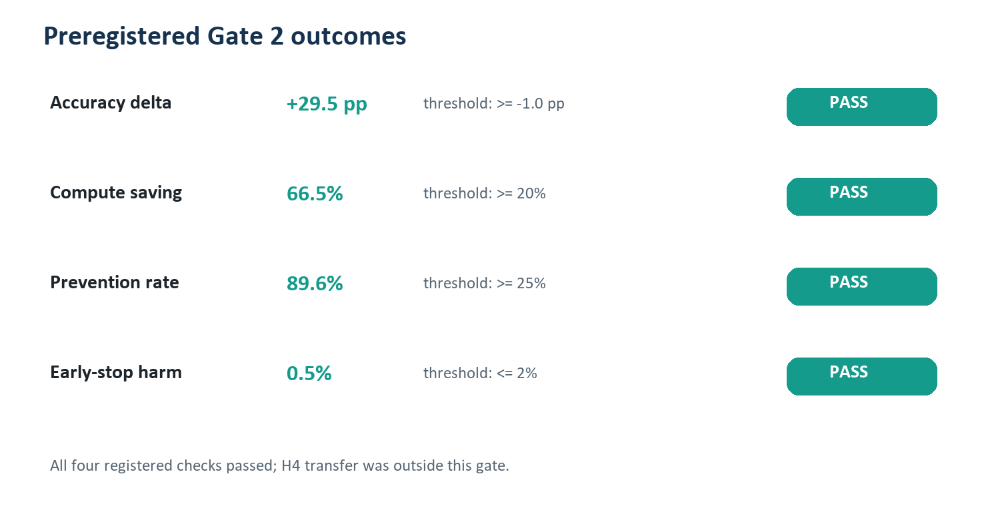 Preregistered Gate 2 outcomes
Accuracy delta +29.5 pp threshold: >= -1.0 pp PASS
Compute saving 66.5% threshold: >= 20% PASS
Prevention rate 89.6% threshold: >= 25% PASS
Early-stop harm 0.5% threshold: <= 2% PASS
All four registered checks passed; H4 transfer was outside this gate.